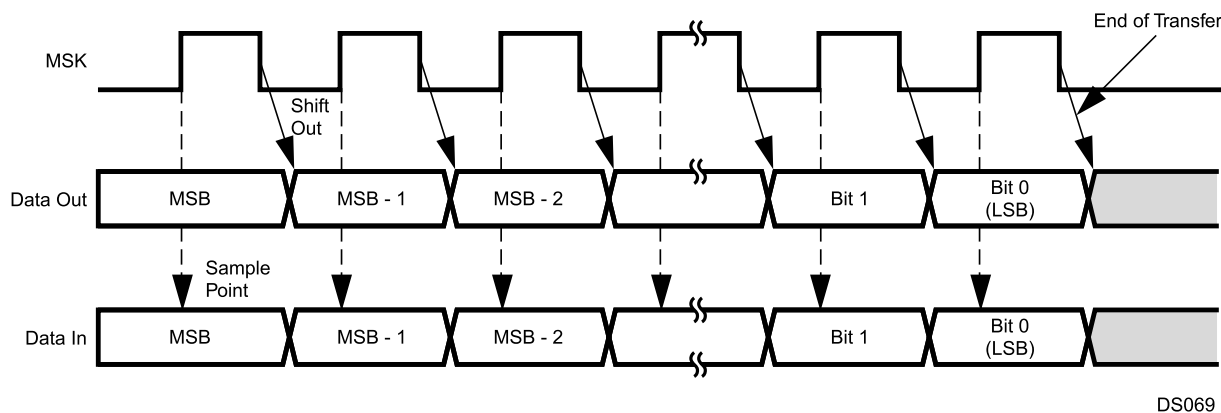 End of Transfer
MSK
Shift
Out
Data Out
MSB
MSB - 1
MSB - 2
Bit 1
Bit 0
(LSB)
Sample
Point
Data In
MSB
MSB - 1
MSB - 2
Bit 1
Bit 0
(LSB)
DS069